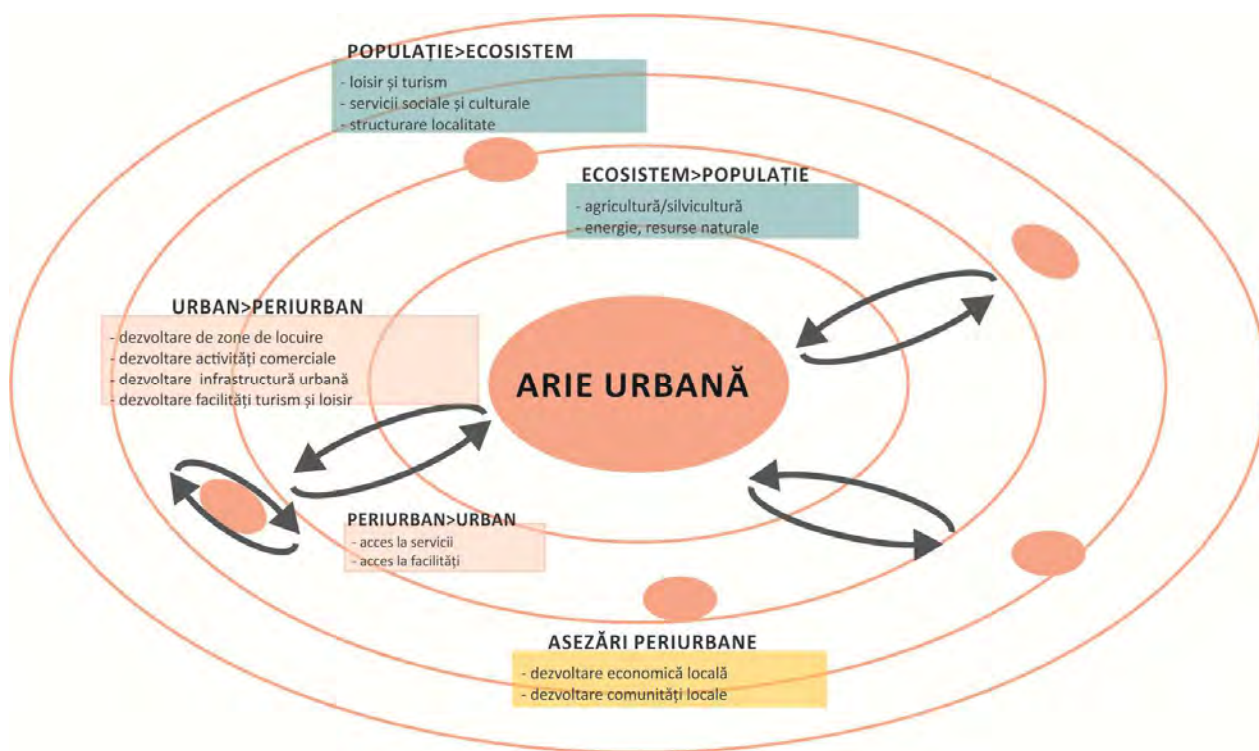 POPULAȚIE>ECOSISTEM
- loisir și turism
- servicii sociale și culturale
- structurare localitate
ECOSISTEM>POPULAȚIE
- agricultură/silvicultură
- energie, resurse naturale
URBAN>PERIURBAN
- dezvoltare de zone de locuire
- dezvoltare activități comerciale
- dezvoltare infrastructură urbană
- dezvoltare facilități turism și loisir
ARIE URBANĂ
PERIURBAN>URBAN
- acces la servicii
- acces la facilități
ASEZĂRI PERIURBANE
- dezvoltare economică locală
- dezvoltare comunități locale